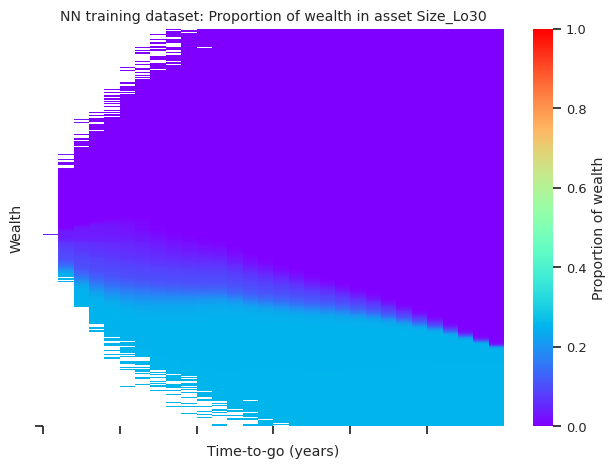 NN training dataset: Proportion of wealth in asset Size_Lo30
Wealth
Time-to-go (years)
1.0
0.8
0.6
0.4
0.2
0.0
Proportion of wealth